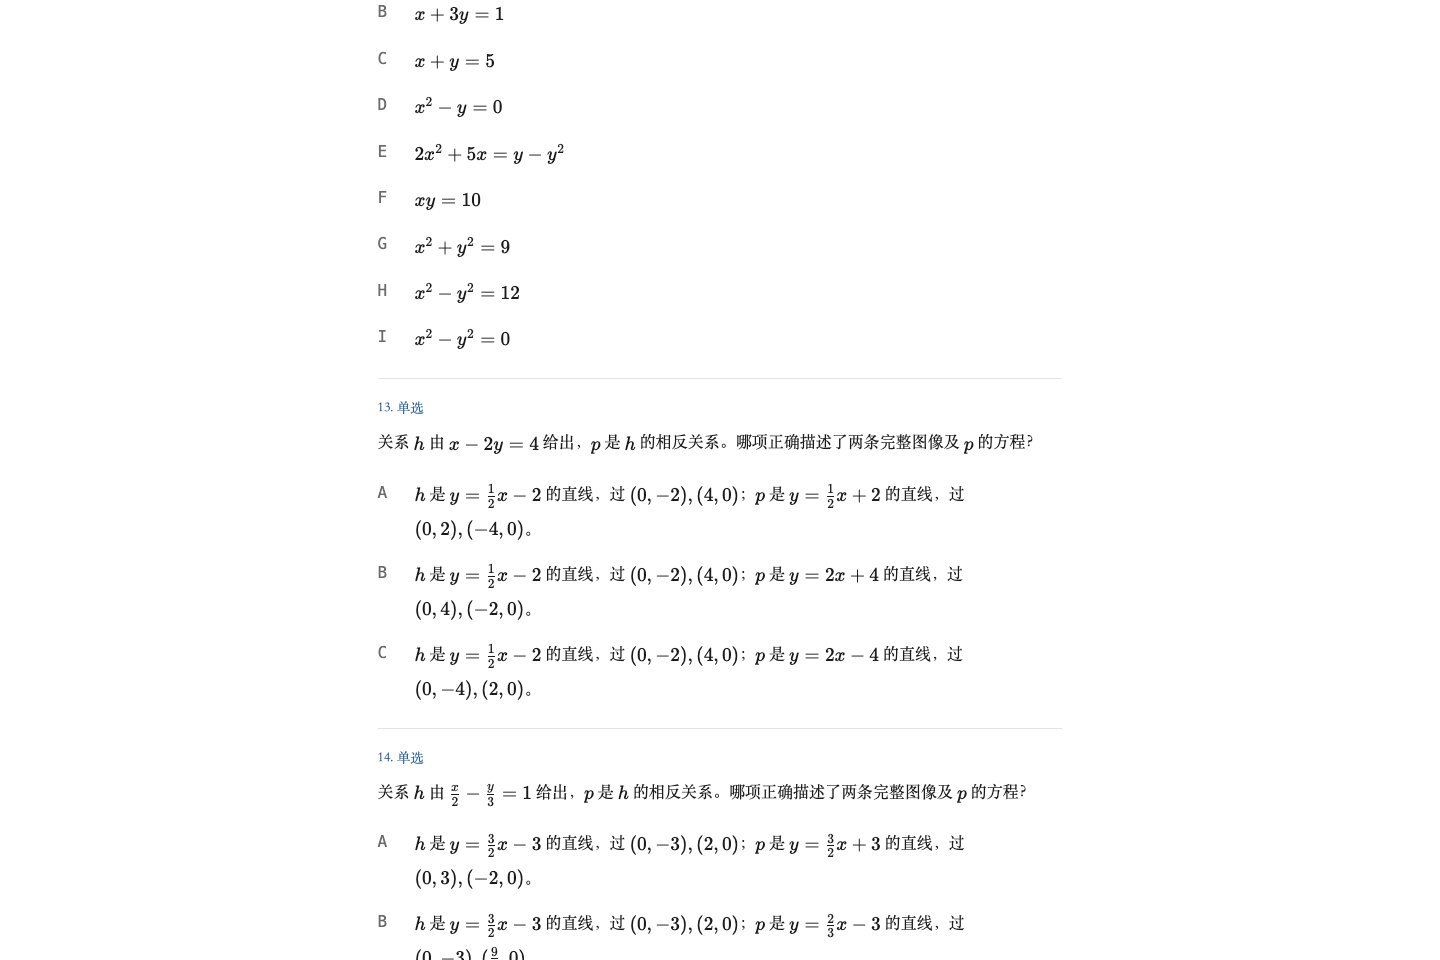 B x + 3y = 1
C x + y = 5
D x² − y = 0
E 2x² + 5x = y − y²
F xy = 10
G x² + y² = 9
H x² − y² = 12
I x² − y² = 0
13. 单选
关系 h 由 x − 2y = 4 给出，p 是 h 的相反关系。哪项正确描述了两条完整图像及 p 的方程?
A h 是 y = 1/2 x − 2 的直线，过 (0, −2), (4, 0)；p 是 y = 1/2 x + 2 的直线，过
(0, 2), (−4, 0)。
B h 是 y = 1/2 x − 2 的直线，过 (0, −2), (4, 0)；p 是 y = 2x + 4 的直线，过
(0, 4), (−2, 0)。
C h 是 y = 1/2 x − 2 的直线，过 (0, −2), (4, 0)；p 是 y = 2x − 4 的直线，过
(0, −4), (2, 0)。
14. 单选
关系 h 由 x/2 − y/3 = 1 给出，p 是 h 的相反关系。哪项正确描述了两条完整图像及 p 的方程?
A h 是 y = 3/2 x − 3 的直线，过 (0, −3), (2, 0)；p 是 y = 3/2 x + 3 的直线，过
(0, 3), (−2, 0)。
B h 是 y = 3/2 x − 3 的直线，过 (0, −3), (2, 0)；p 是 y = 2/3 x − 3 的直线，过